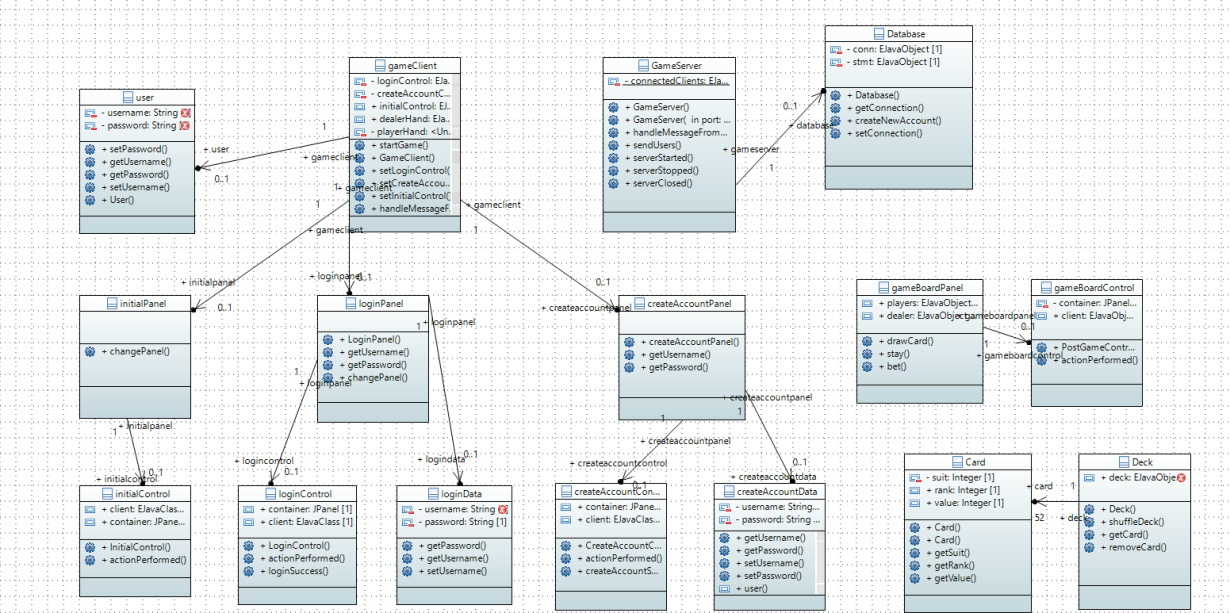 Database
- conn: EJavaObject [1]
- stmt: EJavaObject [1]
+ Database()
+ getConnection()
+ createNewAccount()
+ setConnection()
gameClient
- loginControl: EJa...
- createAccountC...
+ initialControl: EJ...
+ dealerHand: EJa...
- playerHand: <Un...
+ startGame()
+ GameClient()
+ setLoginControl(
+ setCreateAccou...
+ setInitialControl(
+ handleMessageF...
GameServer
- connectedClients: EJa...
+ GameServer()
+ GameServer( in port: ...
+ handleMessageFrom...
+ sendUsers()
+ serverStarted()
+ serverStopped()
+ serverClosed()
0..1
+ database
+ gameserver
1
user
- username: String [
- password: String [
+ setPassword()
+ getUsername()
+ getPassword()
+ setUsername()
+ User()
1
+ user
+ gameclient
0..1
1
+ gameclient
1
+ gameclient
+ gameclient
1
+ initialpanel
0..1
+ loginpanel
0..1
0..1
+ createaccountpanel
initialPanel
+ changePanel()
loginPanel
+ LoginPanel()
+ getUsername()
+ getPassword()
+ changePanel()
1
+ loginpanel
1
+ loginpanel
createAccountPanel
+ createAccountPanel()
+ getUsername()
+ getPassword()
gameBoardPanel
+ players: EJavaObject...
+ dealer: EJavaObject...
+ drawCard()
+ stay()
+ bet()
+ gameboardpanel
0..1
1
+ gameboardcontrol
gameBoardControl
- container: JPanel...
+ client: EJavaObj...
+ PostGameContr...
+ actionPerformed()
+ initialpanel
1
+ initialcontrol
0..1
+ logincontrol
0..1
+ logindata
0..1
1
+ createaccountpanel
+ createaccountcontrol
0..1
+ createaccountpanel
1
0..1
+ createaccountdata
initialControl
+ client: EJavaClas...
+ container: JPane...
+ InitialControl()
+ actionPerformed()
loginControl
+ container: JPanel [1]
+ client: EJavaClass [1]
+ LoginControl()
+ actionPerformed()
+ loginSuccess()
loginData
- username: String
- password: String [1]
+ getPassword()
+ getUsername()
+ setUsername()
createAccountCon...
+ container: JPane...
+ client: EJavaClas...
+ CreateAccountC...
+ actionPerformed()
+ createAccountS...
createAccountData
- username: String...
- password: String ...
+ getUsername()
+ getPassword()
+ setUsername()
+ setPassword()
+ user()
Card
- suit: Integer [1]
+ rank: Integer [1]
+ value: Integer [1]
+ Card()
+ Card()
+ getSuit()
+ getRank()
+ getValue()
+ card
1
52
+ deck
Deck
+ deck: EJavaObje
+ Deck()
+ shuffleDeck()
+ getCard()
+ removeCard()